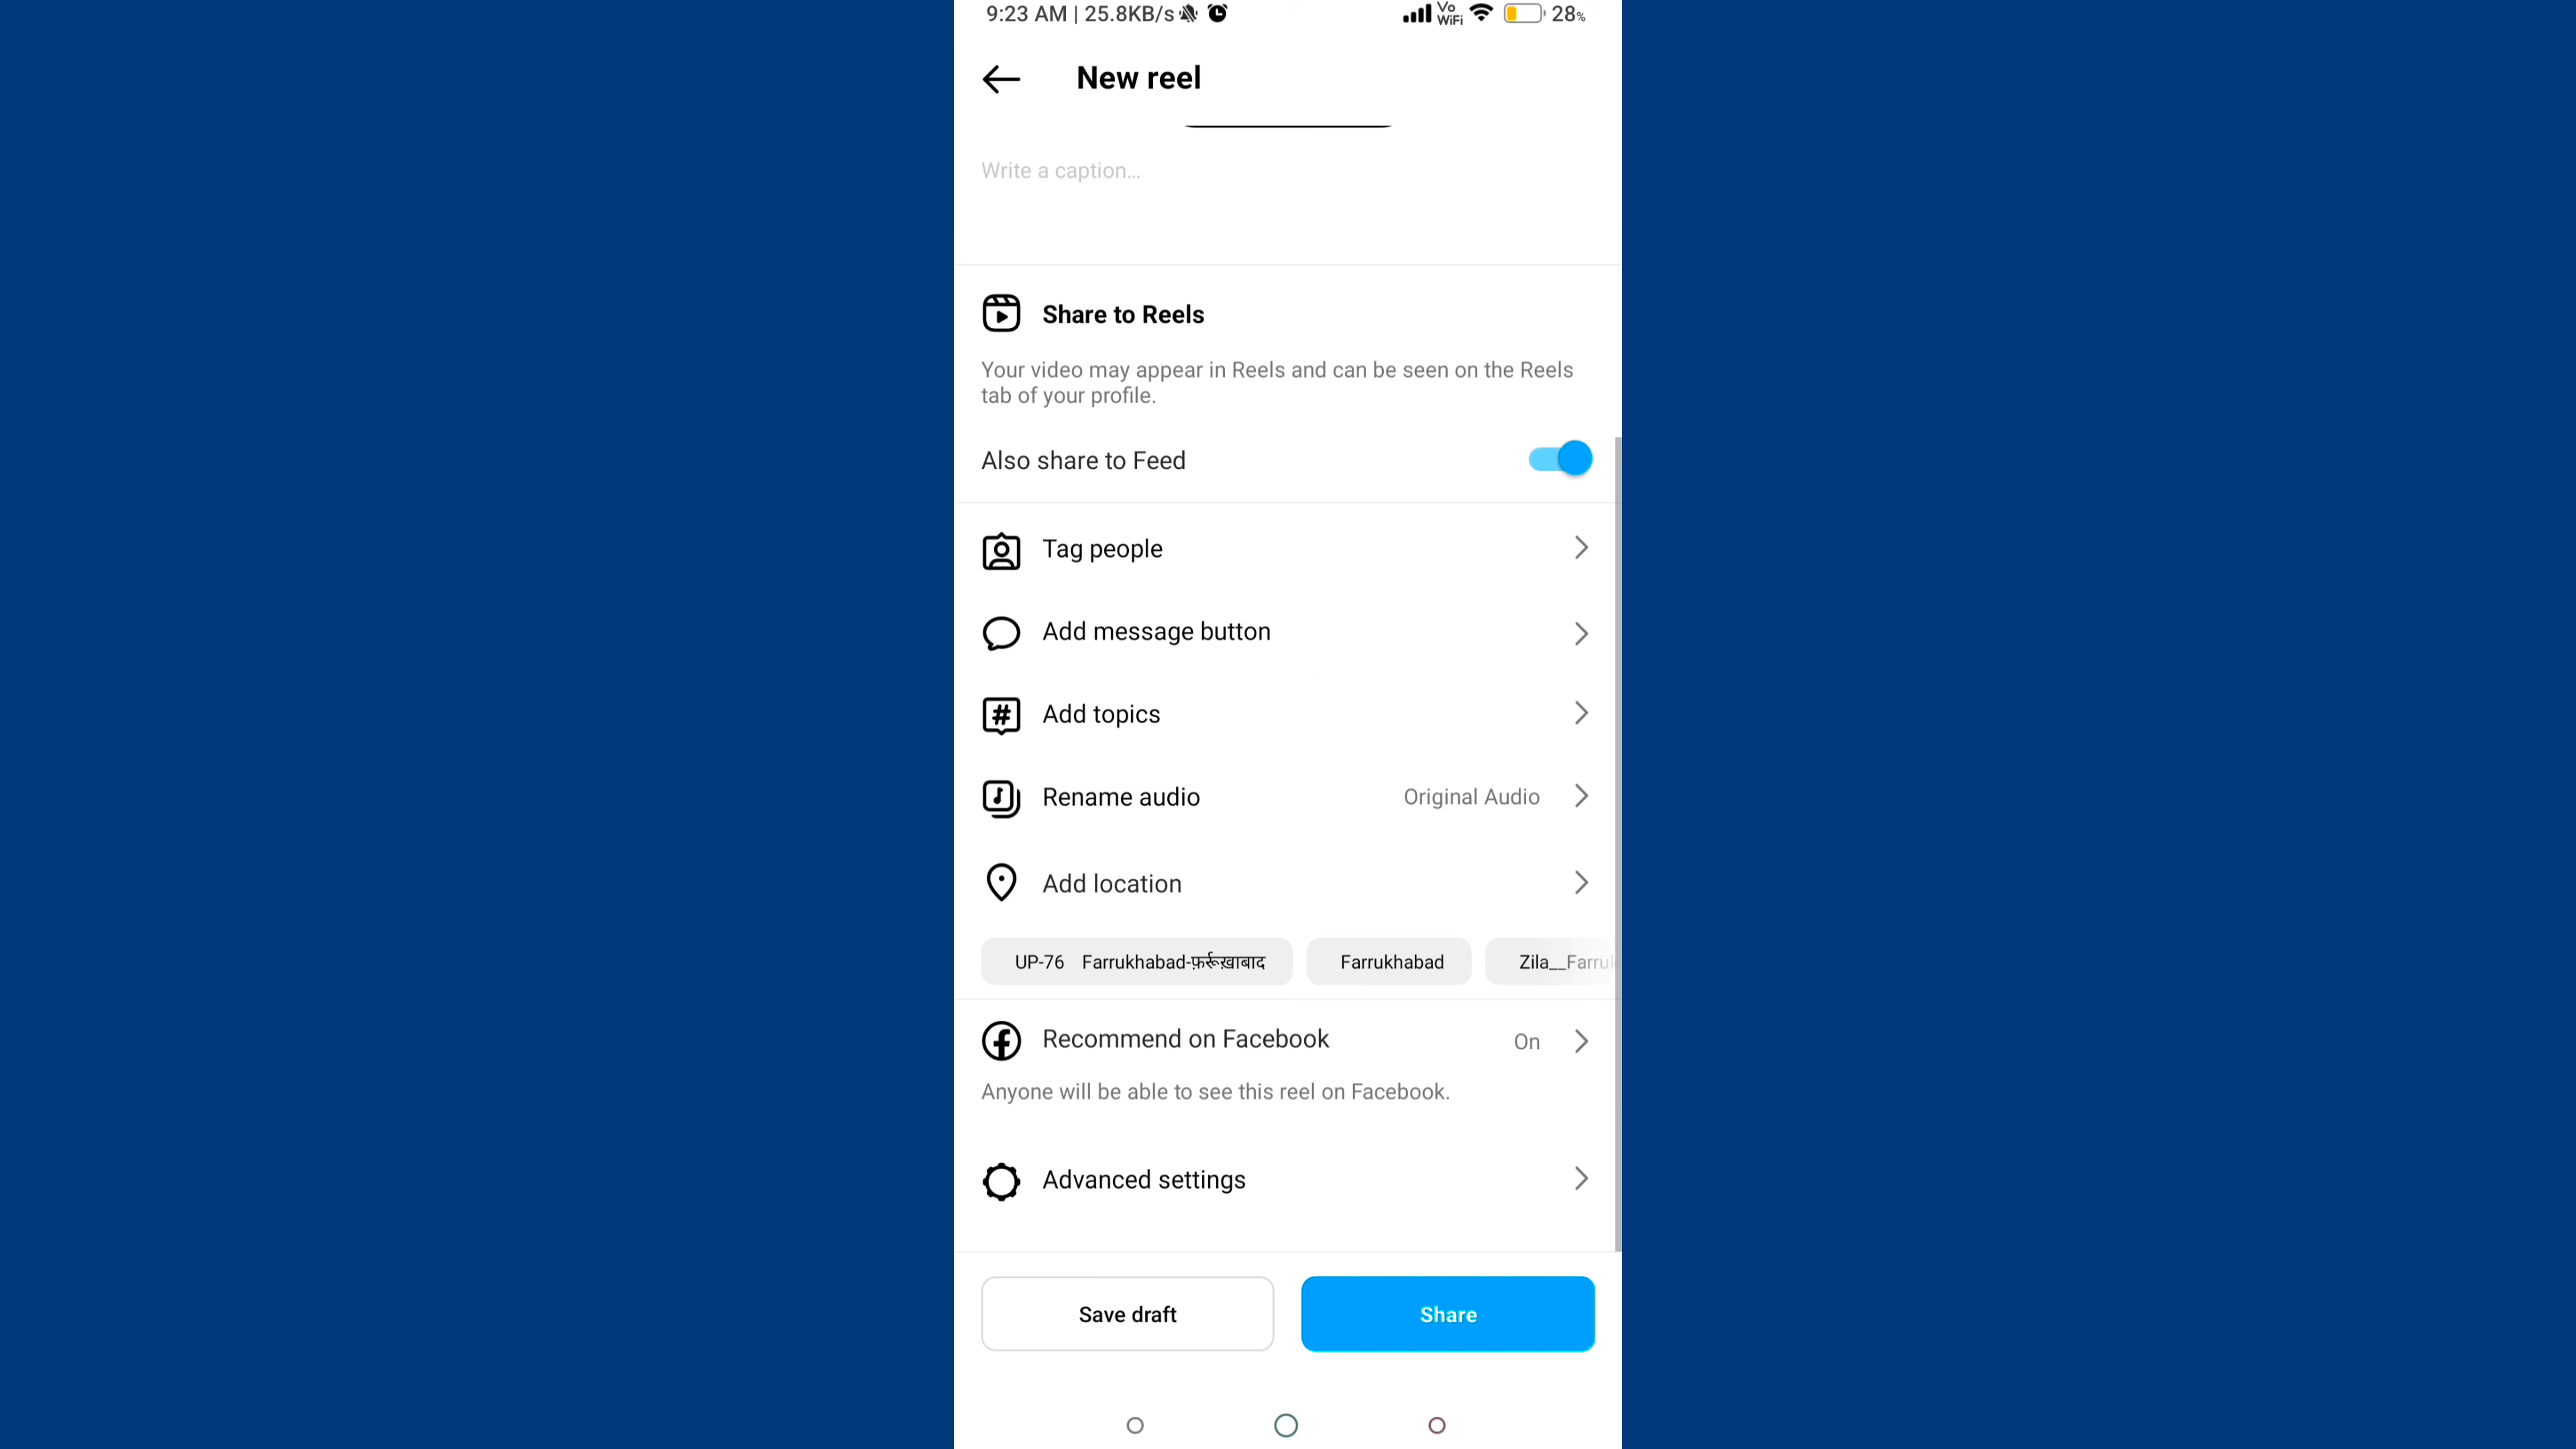 9:23 AM | 25.8KB/s
Vo
WiFi
28%
New reel
Write a caption...
Share to Reels
Your video may appear in Reels and can be seen on the Reels
tab of your profile.
Also share to Feed
Tag people
Add message button
Add topics
Rename audio
Original Audio
Add location
UP-76 Farrukhabad-फ़र्रूख़ाबाद
Farrukhabad
Zila__Farruk
Recommend on Facebook
On
Anyone will be able to see this reel on Facebook.
Advanced settings
Save draft
Share